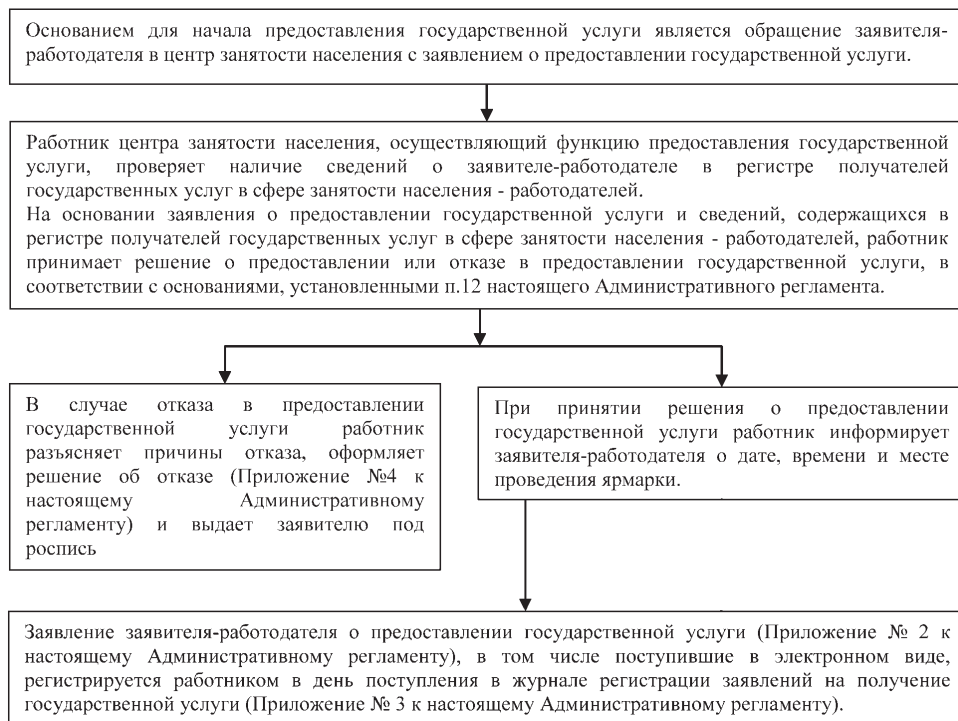 Основанием для начала предоставления государственной услуги является обращение заявителя-
работодателя в центр занятости населения с заявлением о предоставлении государственной услуги.
Работник центра занятости населения, осуществляющий функцию предоставления государственной
услуги, проверяет наличие сведений о заявителе-работодателе в регистре получателей
государственных услуг в сфере занятости населения - работодателей.
На основании заявления о предоставлении государственной услуги и сведений, содержащихся в
регистре получателей государственных услуг в сфере занятости населения - работодателей, работник
принимает решение о предоставлении или отказе в предоставлении государственной услуги, в
соответствии с основаниями, установленными п.12 настоящего Административного регламента.
В случае отказа в предоставлении
государственной услуги работник
разъясняет причины отказа, оформляет
решение об отказе (Приложение №4 к
настоящему Административному
регламенту) и выдает заявителю под
роспись
При принятии решения о предоставлении
государственной услуги работник информирует
заявителя-работодателя о дате, времени и месте
проведения ярмарки.
Заявление заявителя-работодателя о предоставлении государственной услуги (Приложение № 2 к
настоящему Административному регламенту), в том числе поступившие в электронном виде,
регистрируется работником в день поступления в журнале регистрации заявлений на получение
государственной услуги (Приложение № 3 к настоящему Административному регламенту).